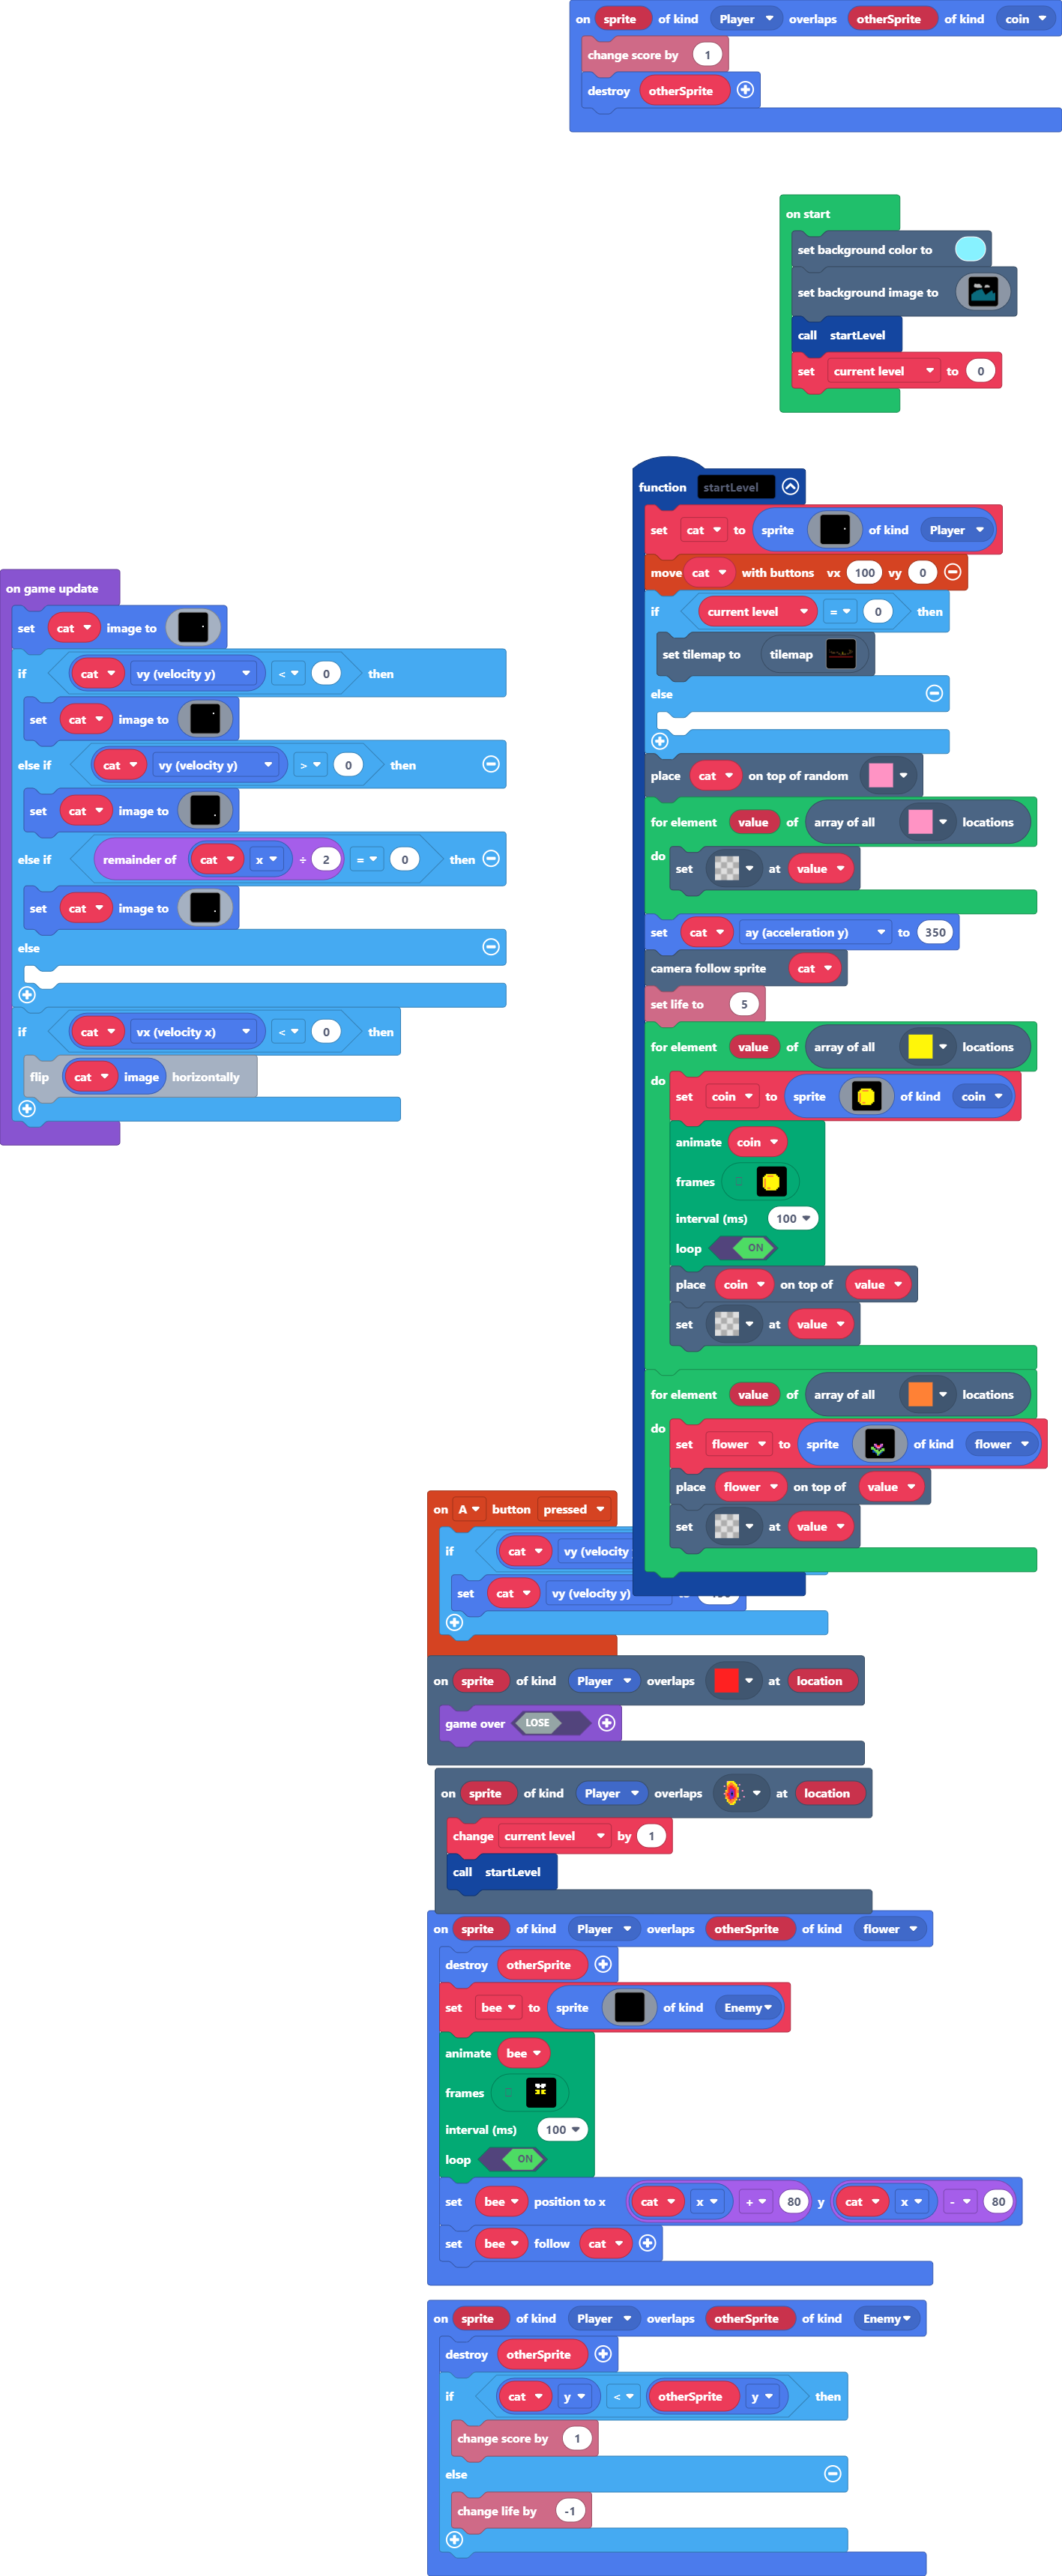 on sprite of kind Player overlaps otherSprite of kind coin
change score by 1
destroy otherSprite
on start
set background color to
set background image to
call startLevel
set current level to 0
function startLevel
set cat to sprite of kind Player
move cat with buttons vx 100 vy 0
if current level = 0 then
set tilemap to tilemap
else
place cat on top of random
for element value of array of all locations
do
set at value
set cat ay (acceleration y) to 350
camera follow sprite cat
set life to 5
for element value of array of all locations
do
set coin to sprite of kind coin
animate coin
frames
interval (ms) 100
loop ON
place coin on top of value
set at value
for element value of array of all locations
do
set flower to sprite of kind flower
place flower on top of value
set at value
on game update
set cat image to
if cat vy (velocity y) < 0 then
set cat image to
else if cat vy (velocity y) > 0 then
set cat image to
else if remainder of cat x ÷ 2 = 0 then
set cat image to
else
if cat vx (velocity x) < 0 then
flip cat image horizontally
on A button pressed
if cat vy (velocity
set cat vy (velocity y)
on sprite of kind Player overlaps at location
game over LOSE
on sprite of kind Player overlaps at location
change current level by 1
call startLevel
on sprite of kind Player overlaps otherSprite of kind flower
destroy otherSprite
set bee to sprite of kind Enemy
animate bee
frames
interval (ms) 100
loop ON
set bee position to x cat x + 80 y cat x - 80
set bee follow cat
on sprite of kind Player overlaps otherSprite of kind Enemy
destroy otherSprite
if cat y < otherSprite y then
change score by 1
else
change life by -1